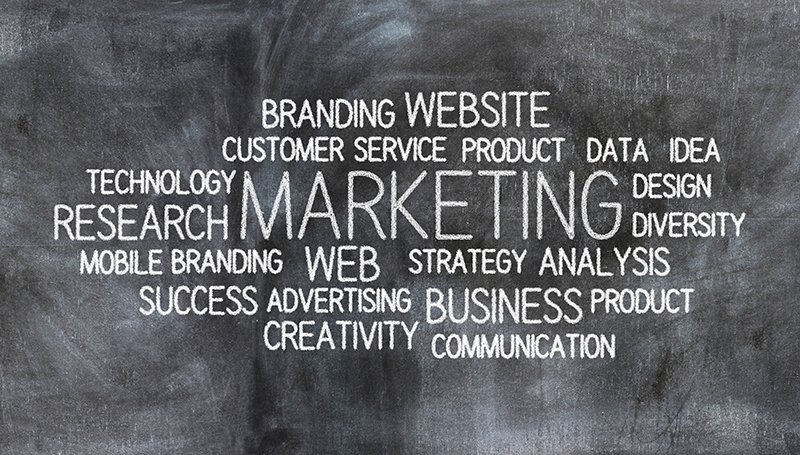 BRANDING WEBSITE
CUSTOMER SERVICE PRODUCT DATA IDEA
TECHNOLOGY MARKETING DESIGN
RESEARCH DIVERSITY
MOBILE BRANDING WEB STRATEGY ANALYSIS
SUCCESS ADVERTISING BUSINESS PRODUCT
CREATIVITY COMMUNICATION